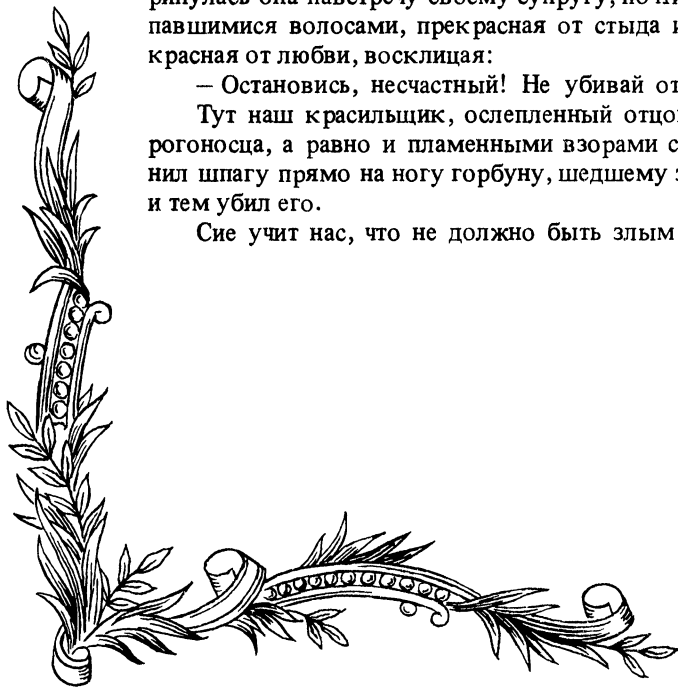 ринулась она навстречу своему супругу,
павшимися волосами, прекрасная от стыда и
красная от любви, восклицая:
— Остановись, несчастный! Не убивай от
Тут наш красильщик, ослепленный отцо
рогоносца, а равно и пламенными взорами с
нил шпагу прямо на ногу горбуну, шедшему
и тем убил его.
Сие учит нас, что не должно быть злым